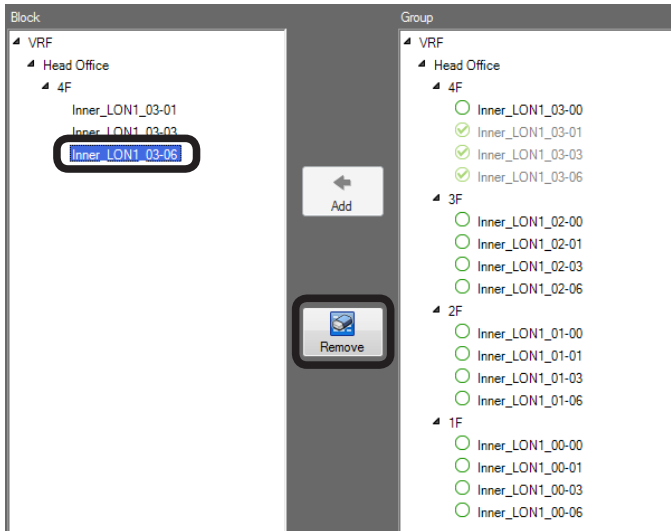 Block
VRF
Head Office
4F
Inner_LON1_03-01
Inner_LON1_03-03
Inner_LON1_03-06
Add
Remove
Group
VRF
Head Office
4F
Inner_LON1_03-00
Inner_LON1_03-01
Inner_LON1_03-03
Inner_LON1_03-06
3F
Inner_LON1_02-00
Inner_LON1_02-01
Inner_LON1_02-03
Inner_LON1_02-06
2F
Inner_LON1_01-00
Inner_LON1_01-01
Inner_LON1_01-03
Inner_LON1_01-06
1F
Inner_LON1_00-00
Inner_LON1_00-01
Inner_LON1_00-03
Inner_LON1_00-06